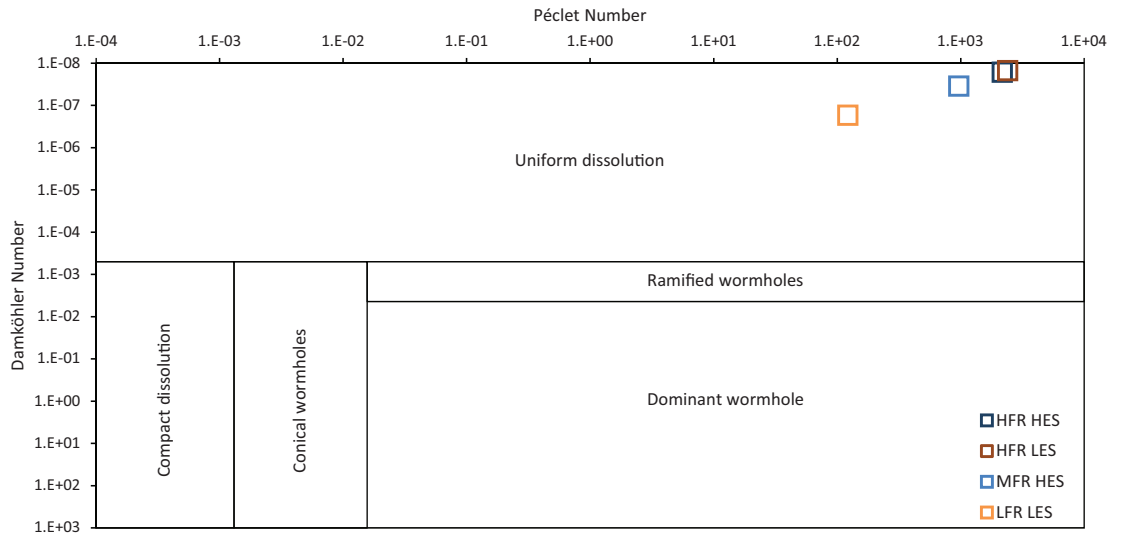 Péclet Number
1.E-04 1.E-03 1.E-02 1.E-01 1.E+00 1.E+01 1.E+02 1.E+03 1.E+04
Damköhler Number
1.E-08
1.E-07
1.E-06
1.E-05
1.E-04
1.E-03
1.E-02
1.E-01
1.E+00
1.E+01
1.E+02
1.E+03
Uniform dissolution
Ramified wormholes
Compact dissolution
Conical wormholes
Dominant wormhole
HFR HES
HFR LES
MFR HES
LFR LES